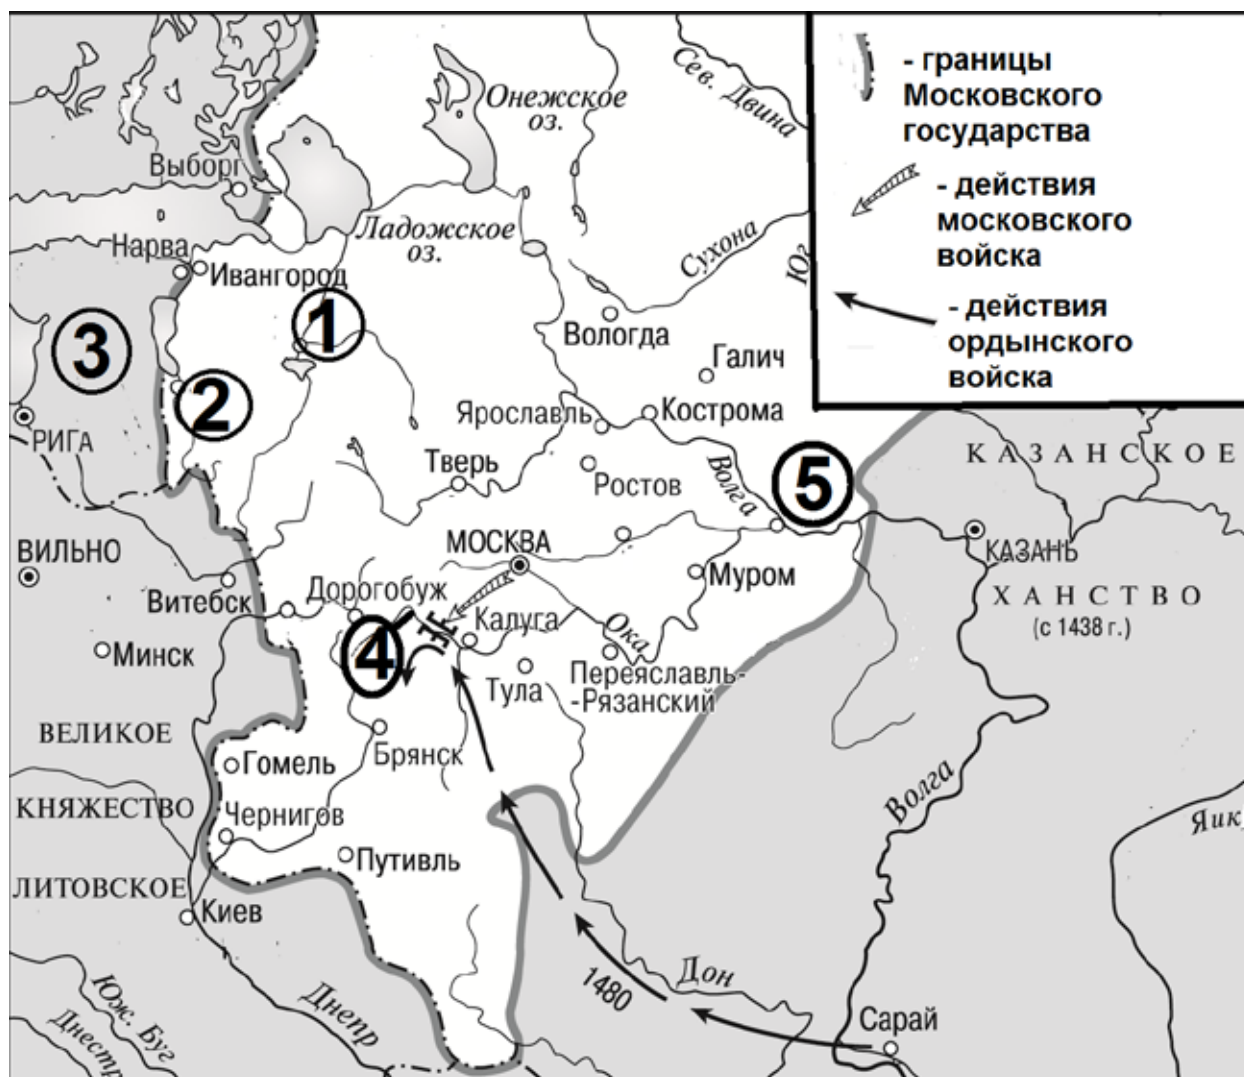 - границы
Московского
государства
- действия
московского
войска
- действия
ордынского
войска
Сев. Двина
Онежское
оз.
Выборг
Ладожское
оз.
Нарва
Ивангород
Сухона
Юг
1
Вологда
3
Галич
2
Ярославль
Кострома
РИГА
КАЗАНСКОЕ
Тверь
Ростов
Волга
5
МОСКВА
КАЗАНЬ
ВИЛЬНО
Муром
Витебск
Дорогобуж
ХАНСТВО
(с 1438 г.)
Калуга
Ока
4
Минск
Тула
Переяславль-
-Рязанский
ВЕЛИКОЕ
Брянск
Гомель
КНЯЖЕСТВО
Чернигов
Волга
Яик
Путивль
ЛИТОВСКОЕ
Киев
Дон
1480
Юж. Буг
Днепр
Днестр
Сарай